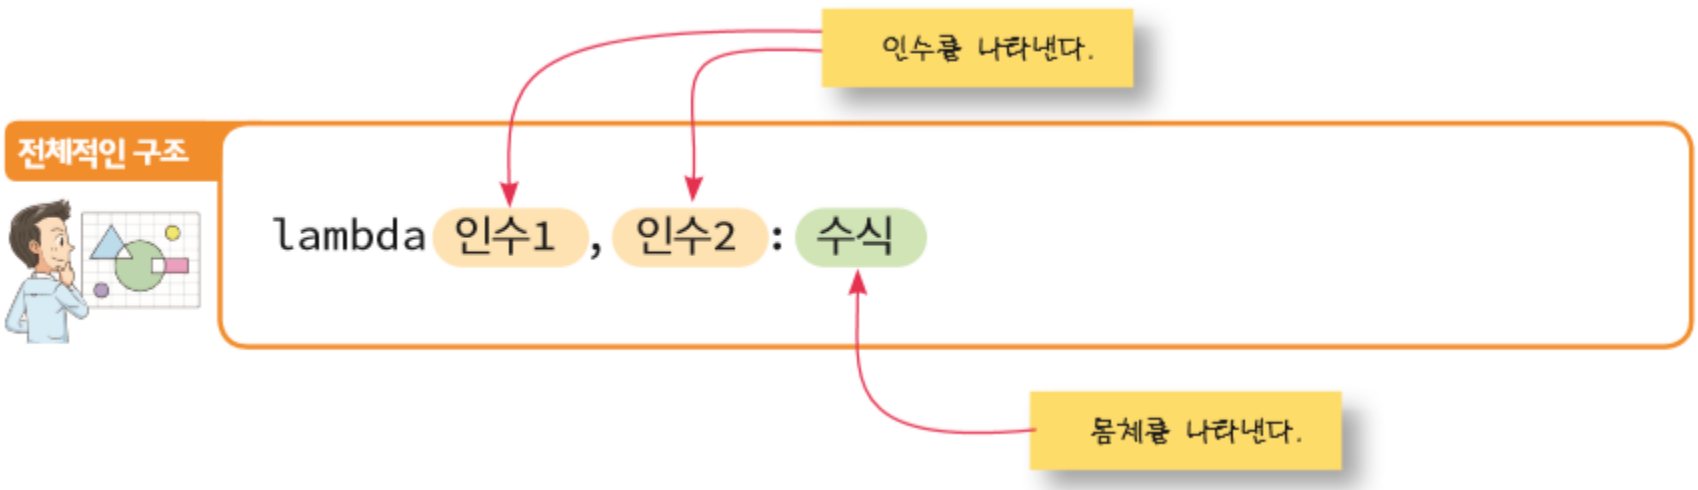 인수를 나타낸다.
전체적인 구조
lambda 인수1 , 인수2 : 수식
몸체를 나타낸다.